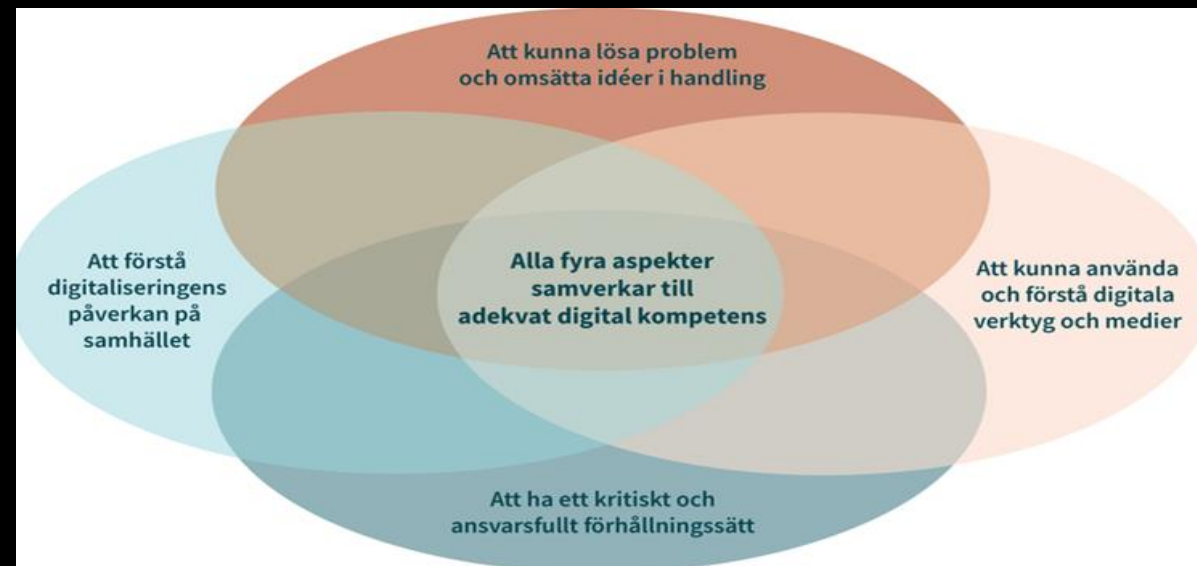 Att kunna lösa problem
och omsätta idéer i handling
Att förstå
digitaliseringens
påverkan på
samhället
Alla fyra aspekter
samverkar till
adekvat digital kompetens
Att kunna använda
och förstå digitala
verktyg och medier
Att ha ett kritiskt och
ansvarsfullt förhållningssätt